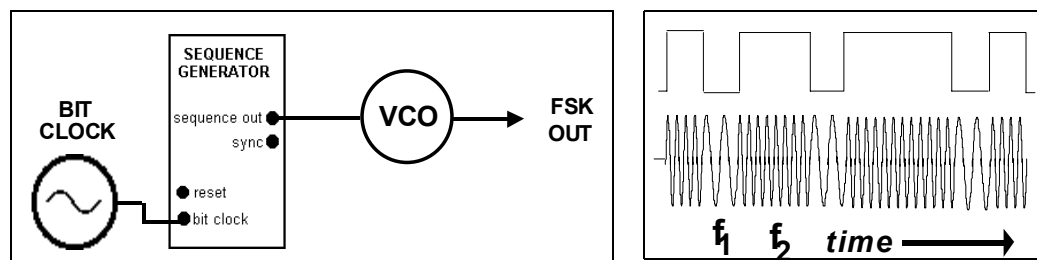 SEQUENCE
GENERATOR
BIT
CLOCK
sequence out
sync
reset
bit clock
VCO
FSK
OUT
f1 f2 time